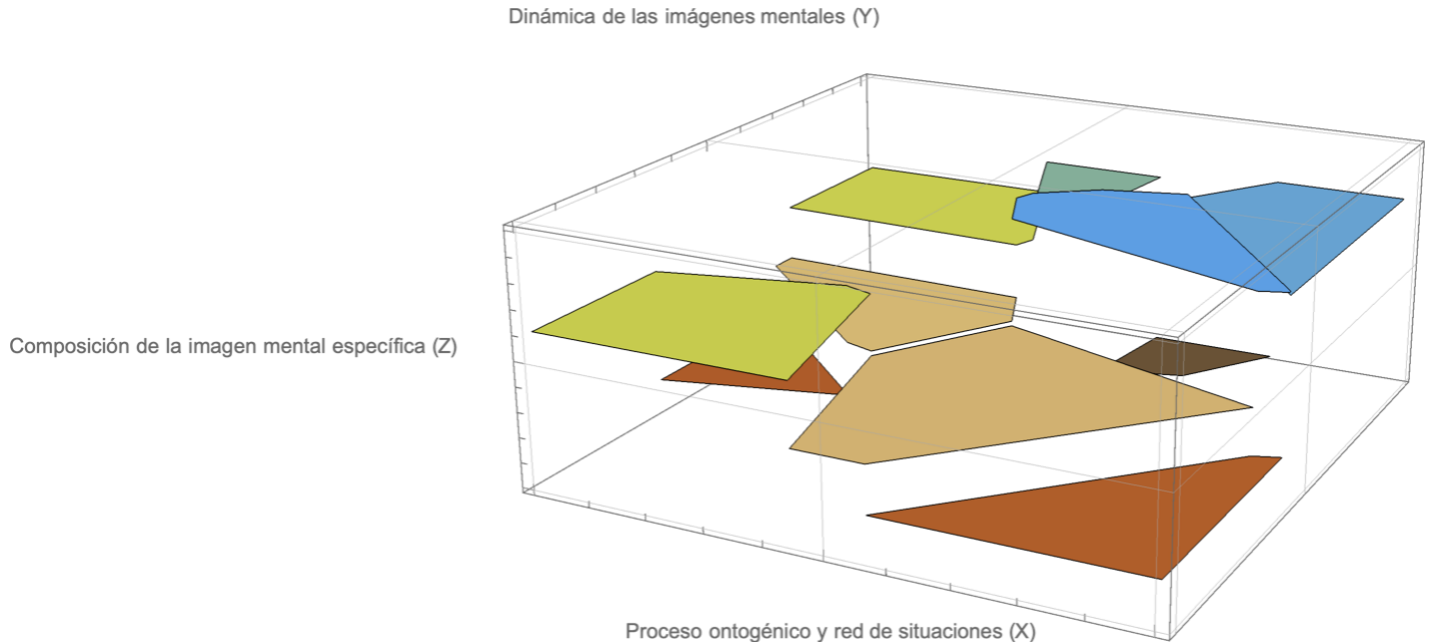 Dinámica de las imágenes mentales (Y)
Composición de la imagen mental específica (Z)
Proceso ontogénico y red de situaciones (X)